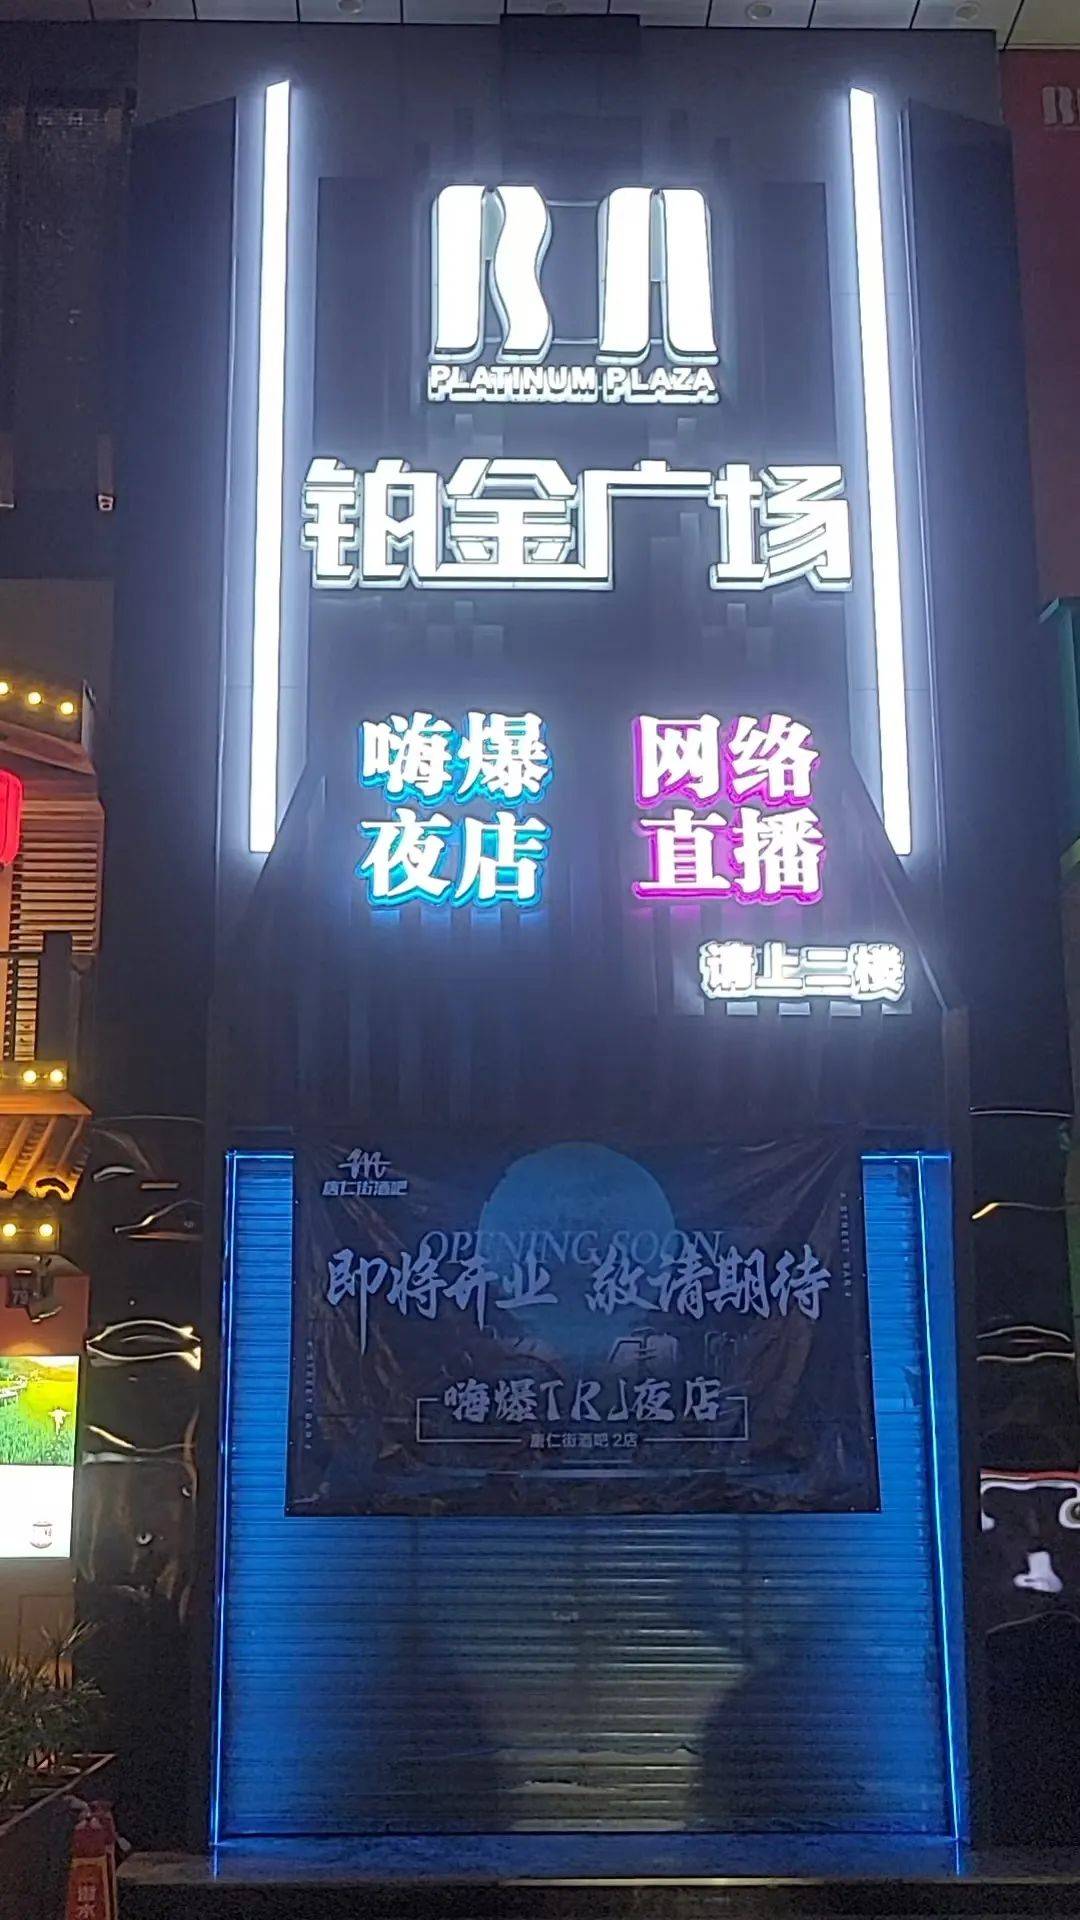 PLATINUM PLAZA
铂金广场
嗨爆 网络
夜店 直播
请上二楼
唐仁街酒吧
OPENING SOON
即将开业 敬请期待
嗨爆「R」夜店
唐仁街酒吧 2店